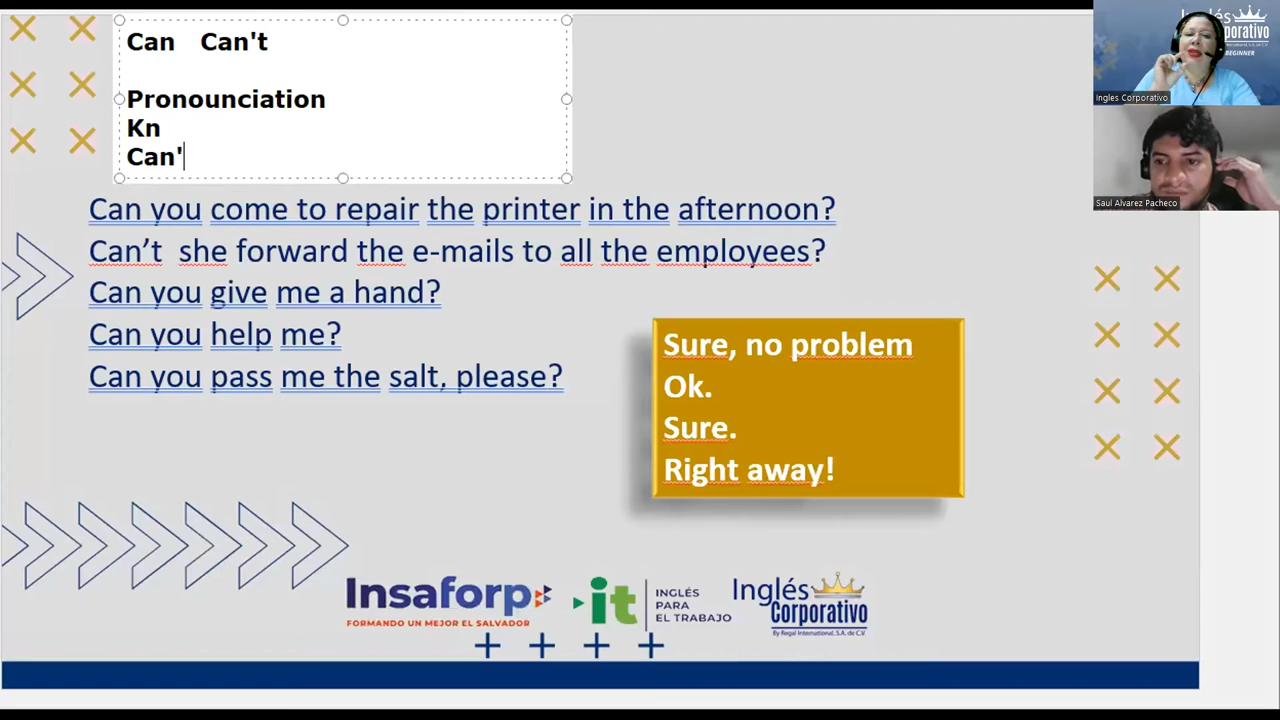 Can Can't
Pronounciation
Kn
Can'
Can you come to repair the printer in the afternoon?
Can't she forward the e-mails to all the employees?
Can you give me a hand?
Can you help me?
Can you pass me the salt, please?
Sure, no problem
Ok.
Sure.
Right away!
Insaforp
FORMANDO UN MEJOR EL SALVADOR
it
INGLÉS
PARA
EL TRABAJO
Inglés
Corporativo
By Regal International, S.A. de C.V.
Inglés
BEGINNER
Ingles Corporativo
Saul Alvarez Pacheco